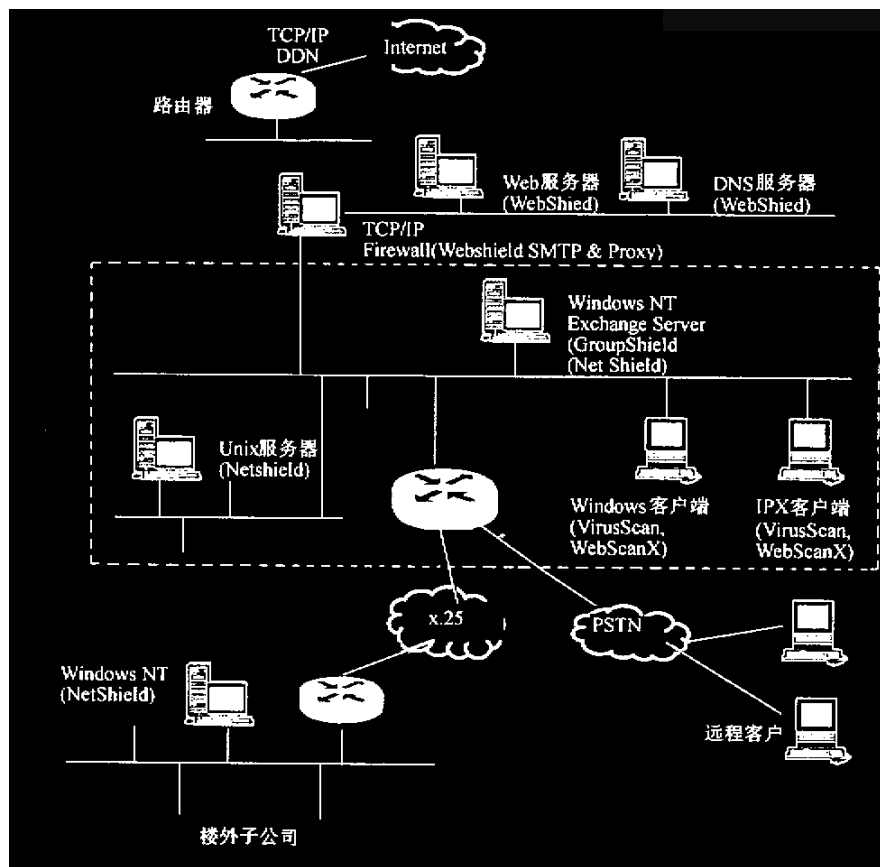 TCP/IP
DDN
Internet
路由器
Web服务器
(WebShied)
DNS服务器
(WebShied)
TCP/IP
Firewall(Webshield SMTP & Proxy)
Windows NT
Exchange Server
(GroupShield
(Net Shield)
Unix服务器
(Netshield)
Windows客户端
(VirusScan,
WebScanX)
IPX客户端
(VirusScan,
WebScanX)
x.25
PSTN
Windows NT
(NetShield)
远程客户
楼外子公司